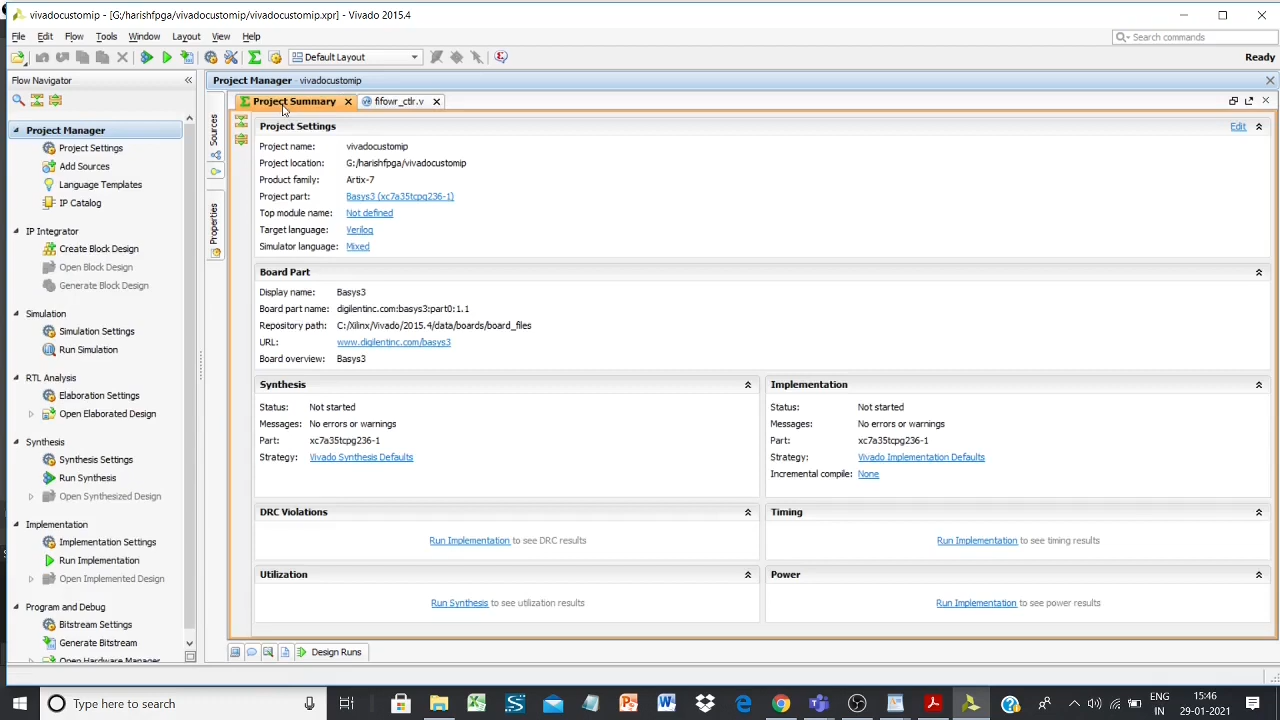 vivadocustomip - [G:/harishfpga/vivadocustomip/vivadocustomip.xpr] - Vivado 2015.4
File Edit Flow Tools Window Layout View Help
Search commands
Default Layout
Ready
Flow Navigator
Project Manager - vivadocustomip
Project Summary
fifowr_ctlr.v
Sources
Properties
Project Manager
Project Settings
Add Sources
Language Templates
IP Catalog
IP Integrator
Create Block Design
Open Block Design
Generate Block Design
Simulation
Simulation Settings
Run Simulation
RTL Analysis
Elaboration Settings
Open Elaborated Design
Synthesis
Synthesis Settings
Run Synthesis
Open Synthesized Design
Implementation
Implementation Settings
Run Implementation
Open Implemented Design
Program and Debug
Bitstream Settings
Generate Bitstream
Open Hardware Manager
Project Settings
Edit
Project name: vivadocustomip
Project location: G:/harishfpga/vivadocustomip
Product family: Artix-7
Project part: Basys3 (xc7a35tcpg236-1)
Top module name: Not defined
Target language: Verilog
Simulator language: Mixed
Board Part
Display name: Basys3
Board part name: digilentinc.com:basys3:part0:1.1
Repository path: C:/Xilinx/Vivado/2015.4/data/boards/board_files
URL: www.digilentinc.com/basys3
Board overview: Basys3
Synthesis
Status: Not started
Messages: No errors or warnings
Part: xc7a35tcpg236-1
Strategy: Vivado Synthesis Defaults
Implementation
Status: Not started
Messages: No errors or warnings
Part: xc7a35tcpg236-1
Strategy: Vivado Implementation Defaults
Incremental compile: None
DRC Violations
Run Implementation to see DRC results
Timing
Run Implementation to see timing results
Utilization
Run Synthesis to see utilization results
Power
Run Implementation to see power results
Design Runs
Type here to search
ENG
IN
15:46
29-01-2021